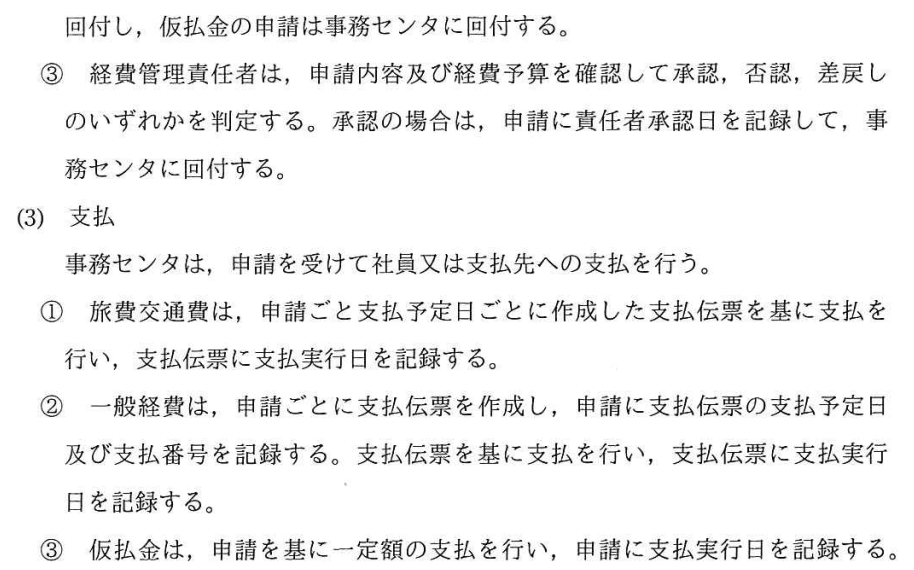 回付し，仮払金の申請は事務センタに回付する。
③　経費管理責任者は，申請内容及び経費予算を確認して承認，否認，差戻し
のいずれかを判定する。承認の場合は，申請に責任者承認日を記録して，事
務センタに回付する。
(3)　支払
事務センタは，申請を受けて社員又は支払先への支払を行う。
①　旅費交通費は，申請ごと支払予定日ごとに作成した支払伝票を基に支払を
行い，支払伝票に支払実行日を記録する。
②　一般経費は，申請ごとに支払伝票を作成し，申請に支払伝票の支払予定日
及び支払番号を記録する。支払伝票を基に支払を行い，支払伝票に支払実行
日を記録する。
③　仮払金は，申請を基に一定額の支払を行い，申請に支払実行日を記録する。